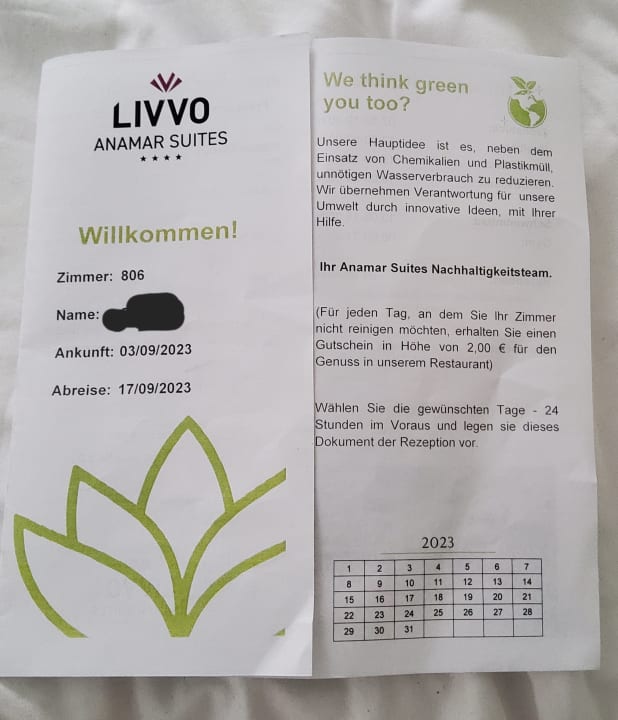 LIVVO
ANAMAR SUITES
★ ★ ★ ★
Willkommen!
Zimmer: 806
Name:
Ankunft: 03/09/2023
Abreise: 17/09/2023
We think green
you too?
Unsere Hauptidee ist es, neben dem
Einsatz von Chemikalien und Plastikmüll,
unnötigen Wasserverbrauch zu reduzieren.
Wir übernehmen Verantwortung für unsere
Umwelt durch innovative Ideen, mit Ihrer
Hilfe.
Ihr Anamar Suites Nachhaltigkeitsteam.
(Für jeden Tag, an dem Sie Ihr Zimmer
nicht reinigen möchten, erhalten Sie einen
Gutschein in Höhe von 2,00 € für den
Genuss in unserem Restaurant)
Wählen Sie die gewünschten Tage - 24
Stunden im Voraus und legen sie dieses
Dokument der Rezeption vor.
2023
1 2 3 4 5 6 7
8 9 10 11 12 13 14
15 16 17 18 19 20 21
22 23 24 25 26 27 28
29 30 31